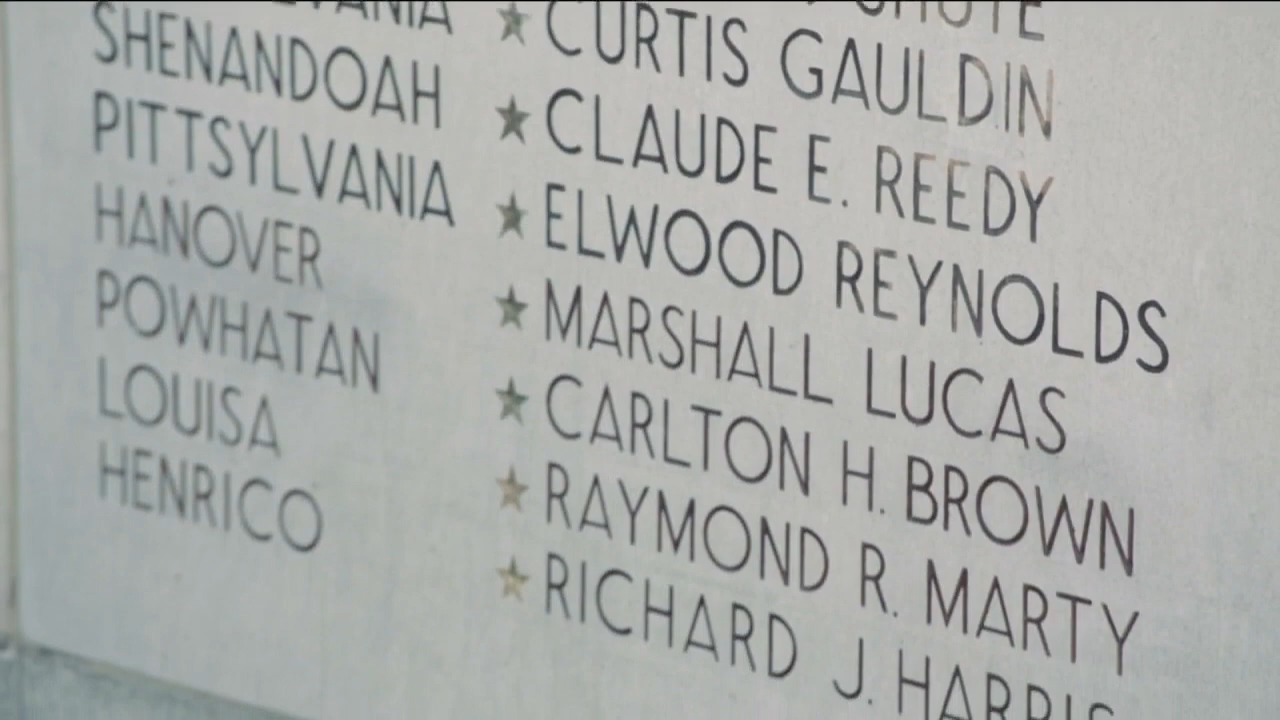 SHENANDOAH
PITTSYLVANIA
HANOVER
POWHATAN
LOUISA
HENRICO
★ CURTIS GAULDIN
★ CLAUDE E. REEDY
★ ELWOOD REYNOLDS
★ MARSHALL LUCAS
★ CARLTON H. BROWN
★ RAYMOND R. MARTY
★ RICHARD J. HARRIS